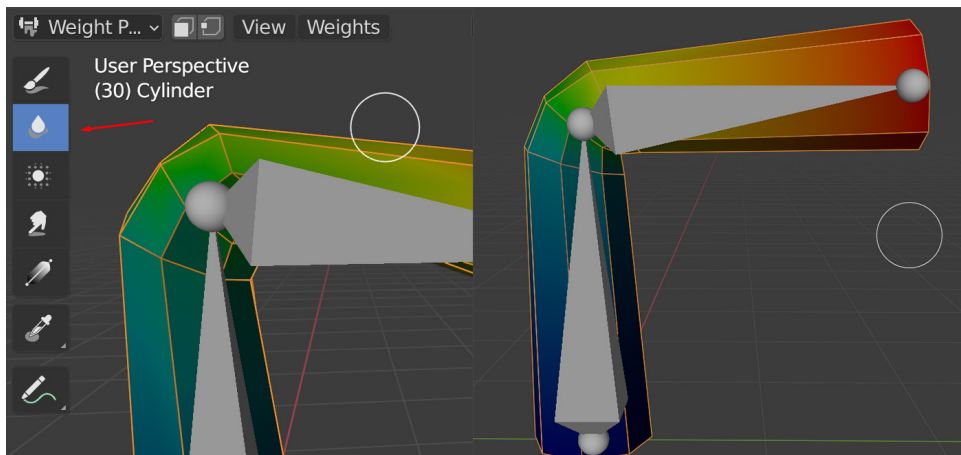 Weight P...
View
Weights
User Perspective
(30) Cylinder